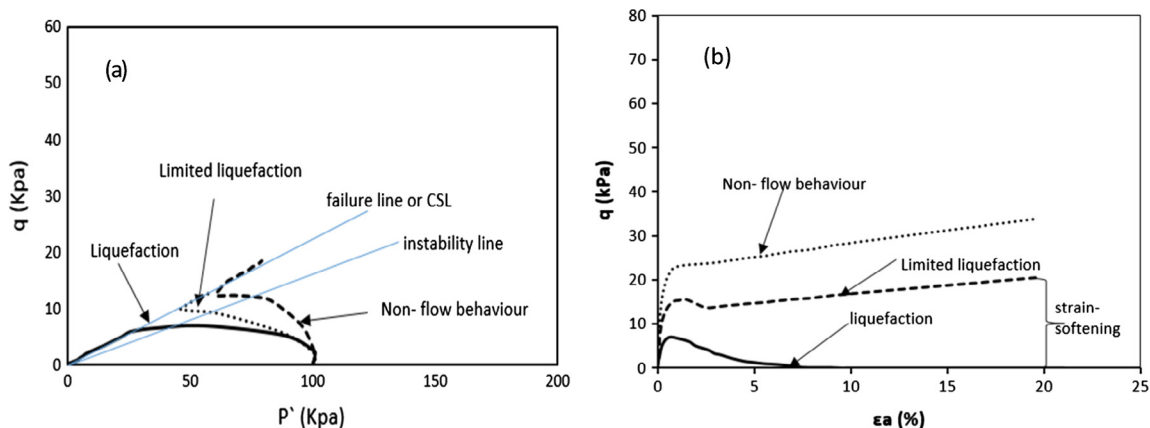 (a)
60
50
40
30
20
10
0
q (Kpa)
Limited liquefaction
failure line or CSL
instability line
Liquefaction
Non- flow behaviour
0
50
100
150
200
P` (Kpa)
(b)
80
70
60
50
40
30
20
10
0
q (kPa)
Non- flow behaviour
Limited liquefaction
liquefaction
strain-
softening
0
5
10
15
20
25
εa (%)